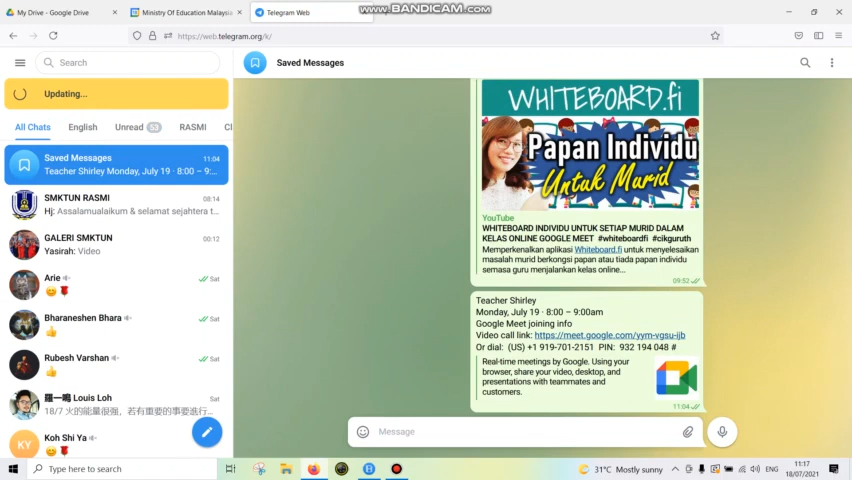 My Drive - Google Drive
Ministry Of Education Malaysia
Telegram Web
WWW.BANDICAM.COM
https://web.telegram.org/k/
Search
Saved Messages
Updating...
All Chats
English
Unread 53
RASMI
Saved Messages
11:04
Teacher Shirley Monday, July 19 · 8:00 – 9:...
SMKTUN RASMI
08:14
Hj: Assalamualaikum & selamat sejahtera t...
GALERI SMKTUN
00:12
Yasirah: Video
Arie
Sat
Bharaneshen Bhara
Sat
Rubesh Varshan
Sat
羅一鳴 Louis Loh
Sat
18/7 火的能量很强，若有重要的事要進行...
KY
Koh Shi Ya
Sat
WHITEBOARD.fi
Papan Individu
Untuk Murid
YouTube
WHITEBOARD INDIVIDU UNTUK SETIAP MURID DALAM
KELAS ONLINE GOOGLE MEET #whiteboardfi #cikguruth
Memperkenalkan aplikasi Whiteboard.fi untuk menyelesaikan
masalah murid berkongsi papan atau tiada papan individu
semasa guru menjalankan kelas online...
09:52
Teacher Shirley
Monday, July 19 · 8:00 – 9:00am
Google Meet joining info
Video call link: https://meet.google.com/yym-vgsu-ijb
Or dial: (US) +1 919-701-2151 PIN: 932 194 048 #
Real-time meetings by Google. Using your
browser, share your video, desktop, and
presentations with teammates and
customers.
11:04
Message
Type here to search
31°C Mostly sunny
ENG
11:17
18/07/2021